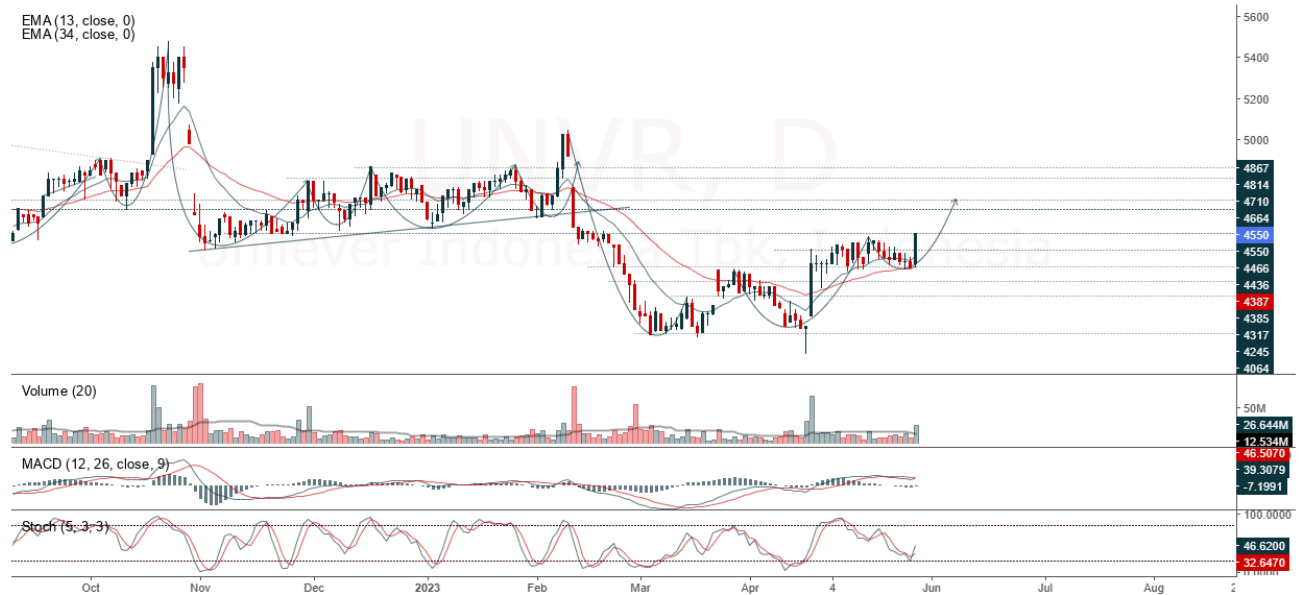 EMA (13, close, 0)
EMA (34, close, 0)
UNVR, D
Unilever Indonesia Tbk, Indonesia
5600
5400
5200
5000
4867
4814
4710
4664
4550
4550
4466
4436
4387
4385
4317
4245
4064
Volume (20)
50M
26.644M
12.534M
MACD (12, 26, close, 9)
46.5070
39.3079
-7.1991
Stoch (5, 3, 3)
100.0000
46.6200
32.6470
Oct Nov Dec 2023 Feb Mar Apr 4 Jun Jul Aug